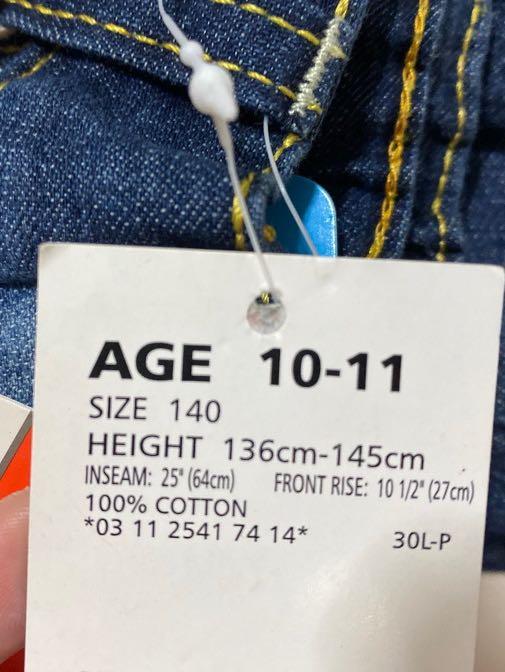 AGE 10-11
SIZE 140
HEIGHT 136cm-145cm
INSEAM: 25" (64cm) FRONT RISE: 10 1/2" (27cm)
100% COTTON
*03 11 2541 74 14* 30L-P